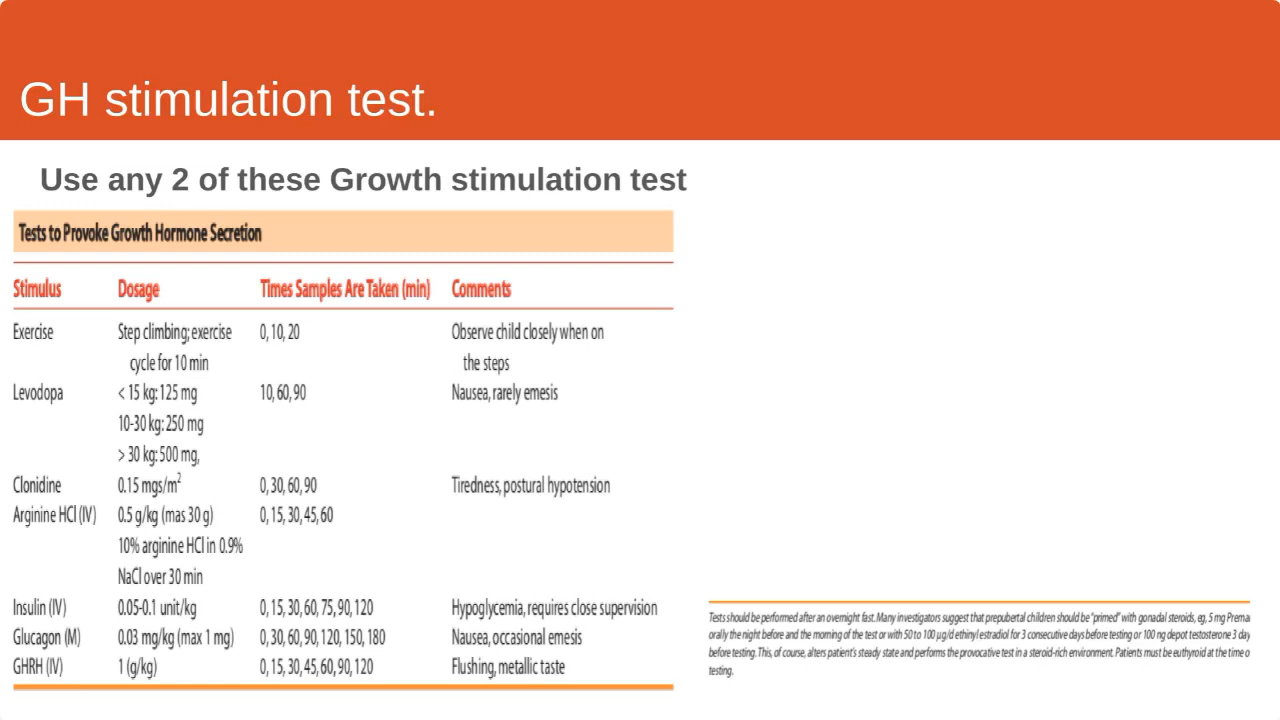 GH stimulation test.
Use any 2 of these Growth stimulation test
Tests to Provoke Growth Hormone Secretion
Stimulus Dosage Times Samples Are Taken (min) Comments
Exercise Step climbing; exercise 0, 10, 20 Observe child closely when on
cycle for 10 min the steps
Levodopa < 15 kg: 125 mg 10, 60, 90 Nausea, rarely emesis
10-30 kg: 250 mg
> 30 kg: 500 mg,
Clonidine 0.15 mgs/m² 0, 30, 60, 90 Tiredness, postural hypotension
Arginine HCl (IV) 0.5 g/kg (mas 30 g) 0, 15, 30, 45, 60
10% arginine HCl in 0.9%
NaCl over 30 min
Insulin (IV) 0.05-0.1 unit/kg 0, 15, 30, 60, 75, 90, 120 Hypoglycemia, requires close supervision
Glucagon (M) 0.03 mg/kg (max 1 mg) 0, 30, 60, 90, 120, 150, 180 Nausea, occasional emesis
GHRH (IV) 1 (g/kg) 0, 15, 30, 45, 60, 90, 120 Flushing, metallic taste
Tests should be performed after an overnight fast. Many investigators suggest that prepubertal children should be "primed" with gonadal steroids, eg, 5 mg Prema
orally the night before and the morning of the test or with 50 to 100 µg/d ethinyl estradiol for 3 consecutive days before testing or 100 ng depot testosterone 3 day
before testing. This, of course, alters patient's steady state and performs the provocative test in a steroid-rich environment. Patients must be euthyroid at the time o
testing.